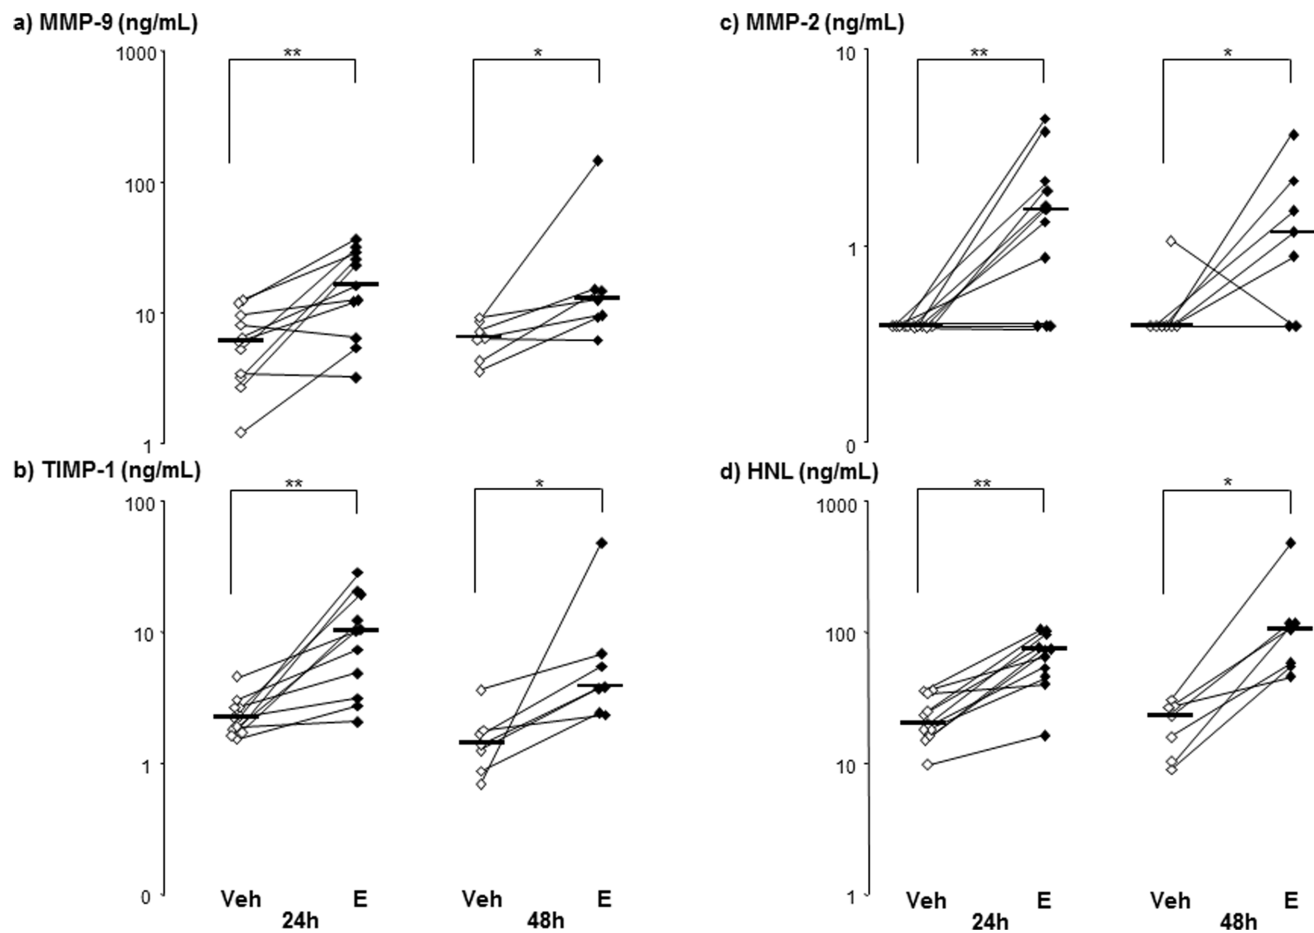 a) MMP-9 (ng/mL)
1000
100
10
1
**
*
c) MMP-2 (ng/mL)
10
1
0
**
*
b) TIMP-1 (ng/mL)
100
10
1
0
**
*
Veh E Veh E
24h 48h
d) HNL (ng/mL)
1000
100
10
1
**
*
Veh E Veh E
24h 48h